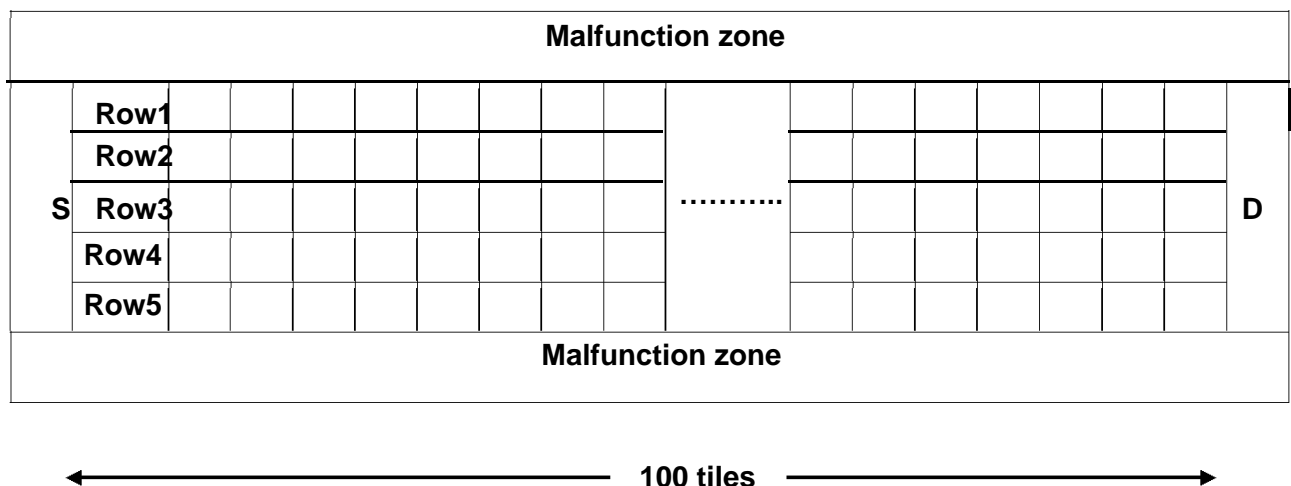 Malfunction zone
Row1
Row2
S Row3 ………... D
Row4
Row5
Malfunction zone
100 tiles